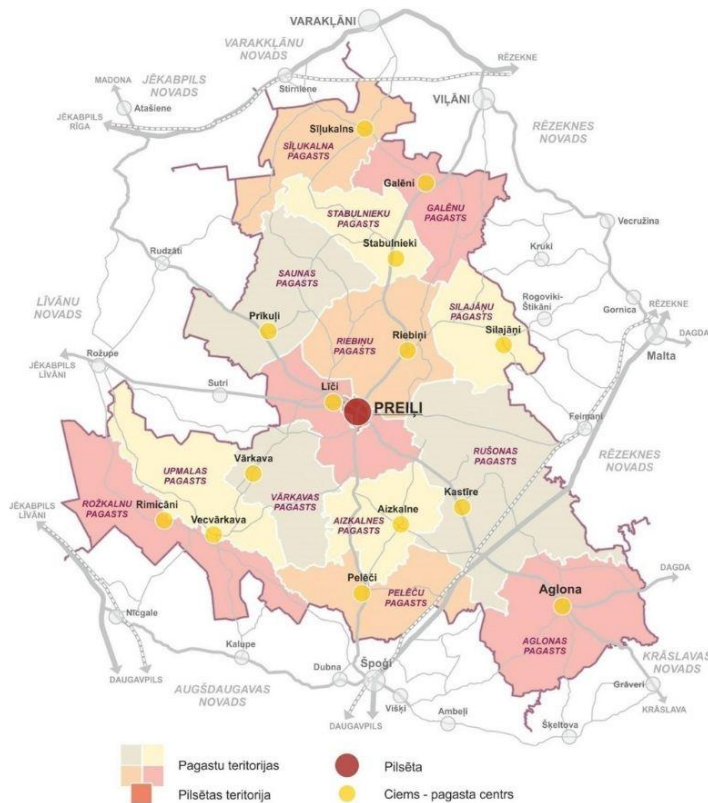 VARAKĻĀNI
VARAKKĻĀNU
NOVADS
RĒZEKNE
JĒKABPILS
NOVADS
MADONA
Stirniene
Atašiene
VIĻĀNI
JĒKABPILS
RĪGA
RĒZEKNES
NOVADS
Sīļukalns
SĪĻUKALNA
PAGASTS
Galēni
GALĒNU
PAGASTS
STABULNIEKU
PAGASTS
Vecružina
Stabulnieki
Kruki
Rudzāti
SAUNAS
PAGASTS
SILAJĀŅU
PAGASTS
Rogoviki-
Štikāni
Gornica
RĒZEKNE
LĪVĀNU
NOVADS
Prīkuļi
RIEBIŅU
PAGASTS
Riebiņi
Silajāņi
DAGDA
Malta
JĒKABPILS
LĪVĀNI
Rožupe
Sutri
Līči
PREIĻI
Feimaņi
RĒZEKNES
NOVADS
RUŠONAS
PAGASTS
Vārkava
UPMALAS
PAGASTS
VĀRKAVAS
PAGASTS
Kastīre
JĒKABPILS
LĪVĀNI
ROŽKALNU
PAGASTS
Rimicāni
Vecvārkava
Aizkalne
AIZKALNES
PAGASTS
Pelēči
PELĒČU
PAGASTS
DAGDA
Aglona
Nīcgale
AGLONAS
PAGASTS
Kalupe
Dubna
Špoģi
KRĀSLAVAS
NOVADS
DAUGAVPILS
AUGŠDAUGAVAS
NOVADS
Višķi
Grāveri
KRĀSLAVA
DAUGAVPILS
Ambeļi
Šķeltova
Pagastu teritorijas
Pilsēta
Pilsētas teritorija
Ciems - pagasta centrs